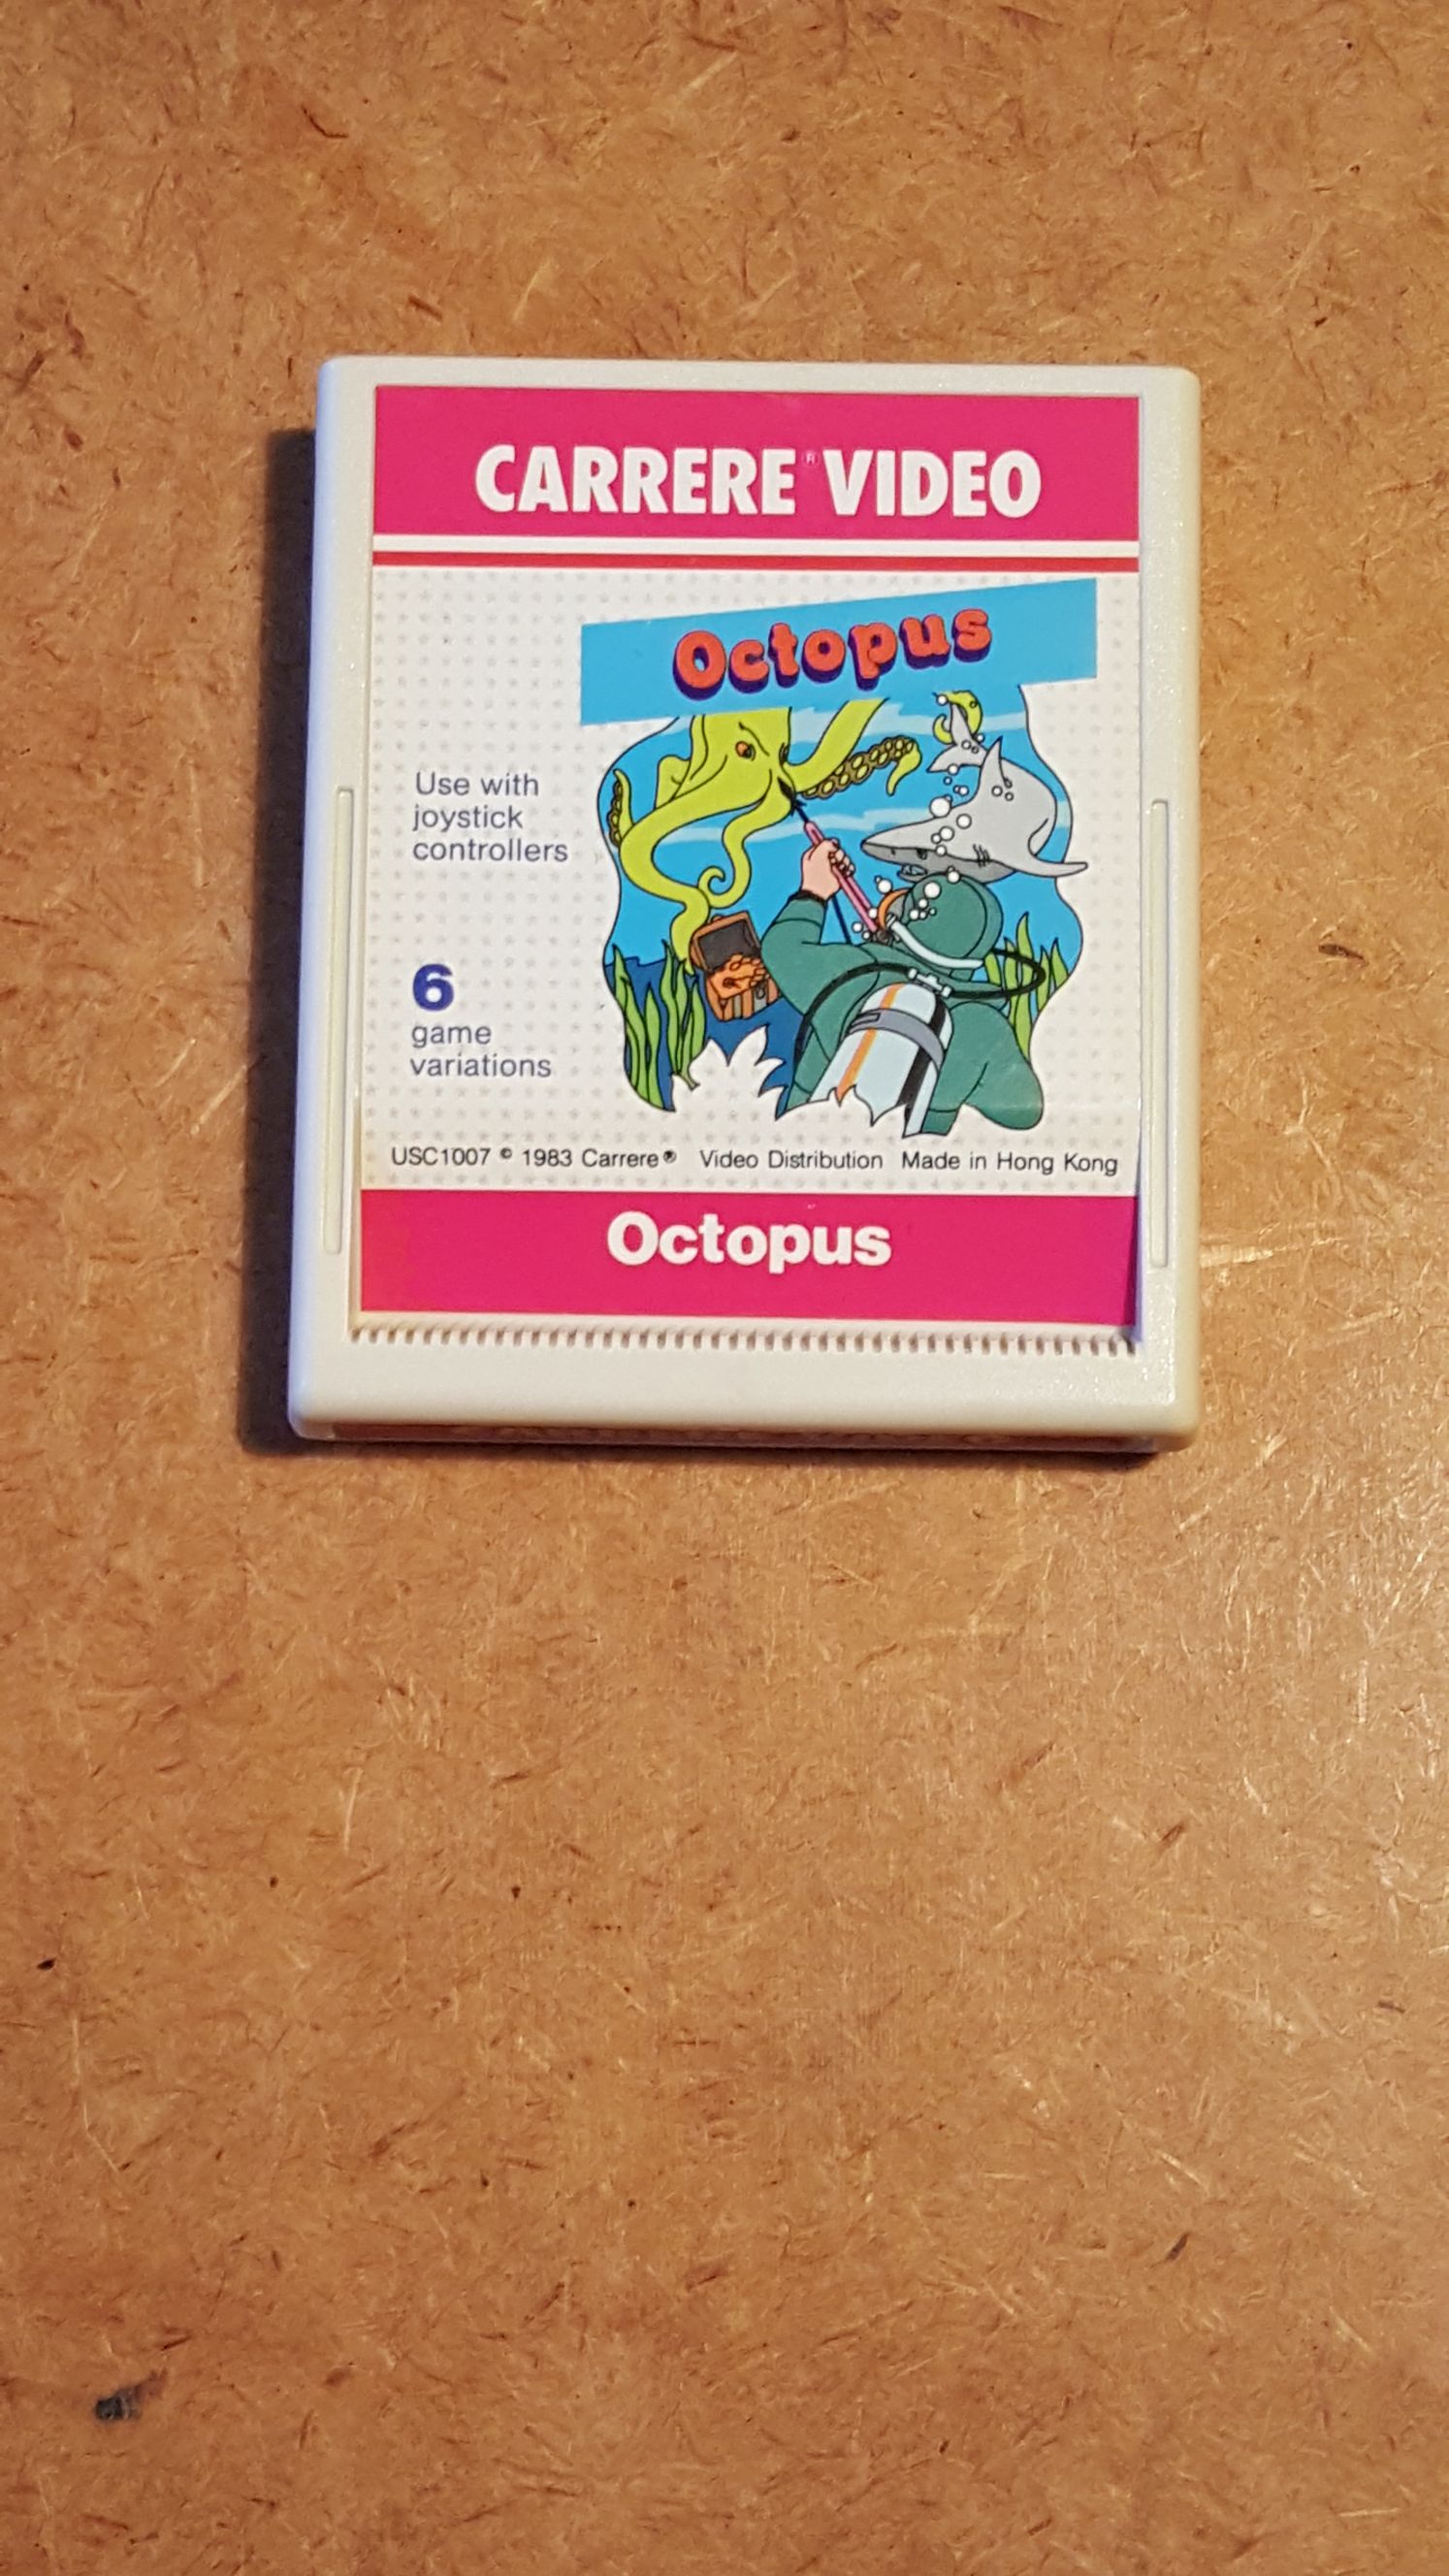 CARRERE® VIDEO
Octopus
Use with
joystick
controllers
6
game
variations
USC1007 © 1983 Carrere® Video Distribution Made in Hong Kong
Octopus